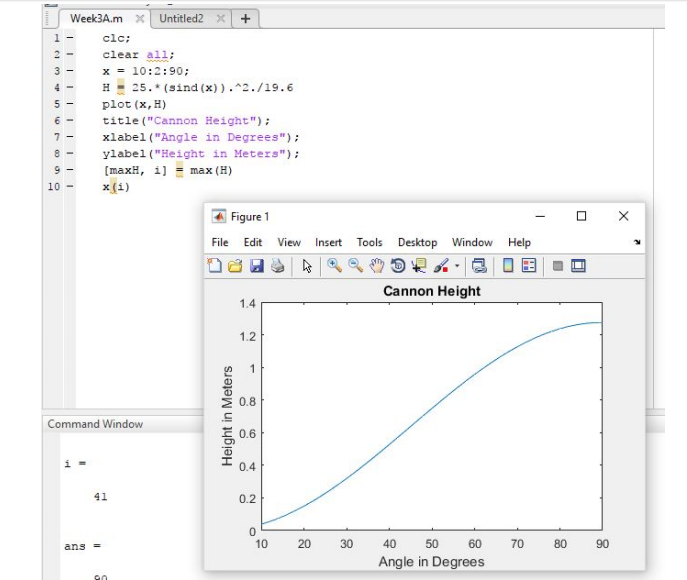 Week3A.m × Untitled2 × +
1 - clc;
2 - clear all;
3 - x = 10:2:90;
4 - H = 25.*(sind(x)).^2./19.6
5 - plot(x,H)
6 - title("Cannon Height");
7 - xlabel("Angle in Degrees");
8 - ylabel("Height in Meters");
9 - [maxH, i] = max(H)
10 - x(i)
Figure 1
File Edit View Insert Tools Desktop Window Help
Cannon Height
1.4
1.2
1
0.8
0.6
0.4
0.2
0
Height in Meters
10 20 30 40 50 60 70 80 90
Angle in Degrees
Command Window
i =
41
ans =
90